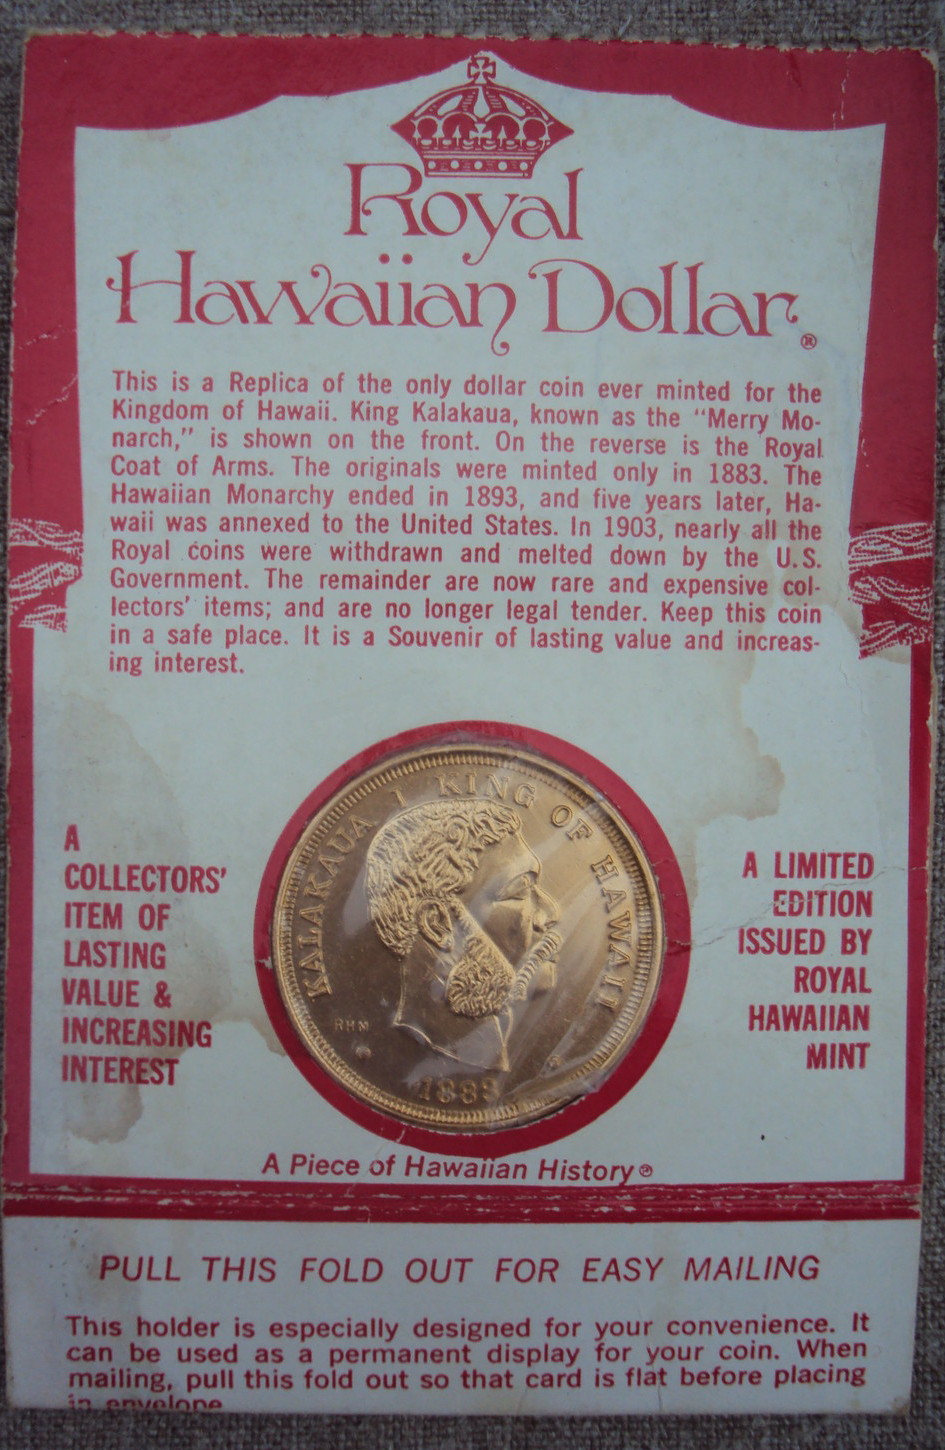 Royal
Hawaiian Dollar®
This is a Replica of the only dollar coin ever minted for the
Kingdom of Hawaii. King Kalakaua, known as the “Merry Mo-
narch,” is shown on the front. On the reverse is the Royal
Coat of Arms. The originals were minted only in 1883. The
Hawaiian Monarchy ended in 1893, and five years later, Ha-
waii was annexed to the United States. In 1903, nearly all the
Royal coins were withdrawn and melted down by the U.S.
Government. The remainder are now rare and expensive col-
lectors’ items; and are no longer legal tender. Keep this coin
in a safe place. It is a Souvenir of lasting value and increas-
ing interest.
A
COLLECTORS’
ITEM OF
LASTING
VALUE &
INCREASING
INTEREST
KALAKAUA I KING OF HAWAII
RHM
1883
A LIMITED
EDITION
ISSUED BY
ROYAL
HAWAIIAN
MINT
A Piece of Hawaiian History®
PULL THIS FOLD OUT FOR EASY MAILING
This holder is especially designed for your convenience. It
can be used as a permanent display for your coin. When
mailing, pull this fold out so that card is flat before placing
in envelope